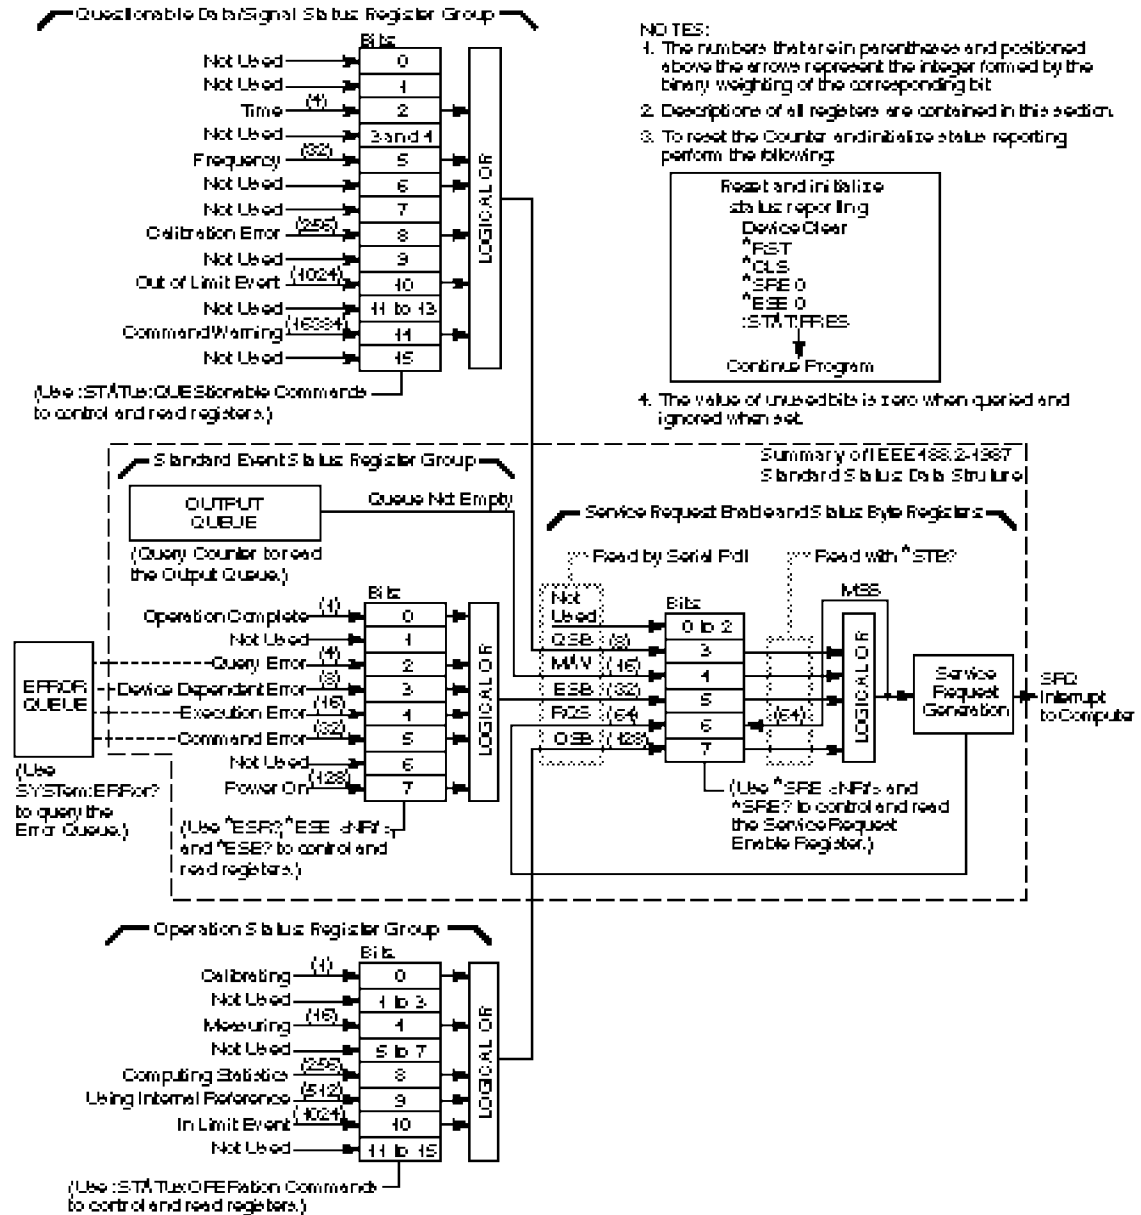 Questionable Data/Signal Status Register Group
Bits
Not Used 0
Not Used 1
Time (4) 2
Not Used 3 and 4
Frequency (32) 5
Not Used 6
Not Used 7
Calibration Error (256) 8
Not Used 9
Out of Limit Event (1024) 10
Not Used 11 to 13
Command Warning (16384) 14
Not Used 15
LOGICAL OR
(Use :STATus:QUEStionable Commands
to control and read registers.)
NOTES:
1. The numbers that are in parentheses and positioned
above the arrows represent the integer formed by the
binary weighting of the corresponding bit.
2. Descriptions of all registers are contained in this section.
3. To reset the Counter and initialize status reporting
perform the following:
Reset and initialize
status reporting
Device Clear
*RST
*CLS
*SRE 0
*ESE 0
:STAT:PRES
Continue Program
4. The value of unused bits is zero when queried and
ignored when set.
Summary of IEEE 488.2-1987
Standard Status Data Struture
Standard Event Status Register Group
OUTPUT
QUEUE
Queue Not Empty
(Query Counter to read
the Output Queue.)
Bits
Operation Complete (1) 0
Not Used 1
Query Error (4) 2
Device Dependent Error (8) 3
Execution Error (16) 4
Command Error (32) 5
Not Used 6
Power On (128) 7
LOGICAL OR
ERROR
QUEUE
(Use
SYSTem:ERRor?
to query the
Error Queue.)
(Use *ESR?, *ESE <NRf>,
and *ESE? to control and
read registers.)
Service Request Enable and Status Byte Registers
Read by Serial Poll
Read with *STB?
MSS
Not
Used
Bits
0 to 2
QSB (8) 3
MAV (16) 4
ESB (32) 5
RQS (64) 6 (64)
OSB (128) 7
LOGICAL OR
Service
Request
Generation
SRQ
Interrupt
to Computer
(Use *SRE <NRf> and
*SRE? to control and read
the Service Request
Enable Register.)
Operation Status Register Group
Bits
Calibrating (1) 0
Not Used 1 to 3
Measuring (16) 4
Not Used 5 to 7
Computing Statistics (256) 8
Using Internal Reference (512) 9
In Limit Event (1024) 10
Not Used 11 to 15
LOGICAL OR
(Use :STATus:OPERation Commands
to control and read registers.)